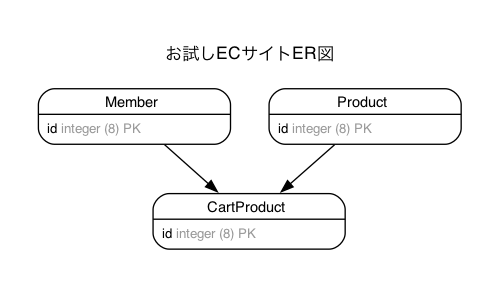 お試しECサイトER図
Member
id integer (8) PK
Product
id integer (8) PK
CartProduct
id integer (8) PK